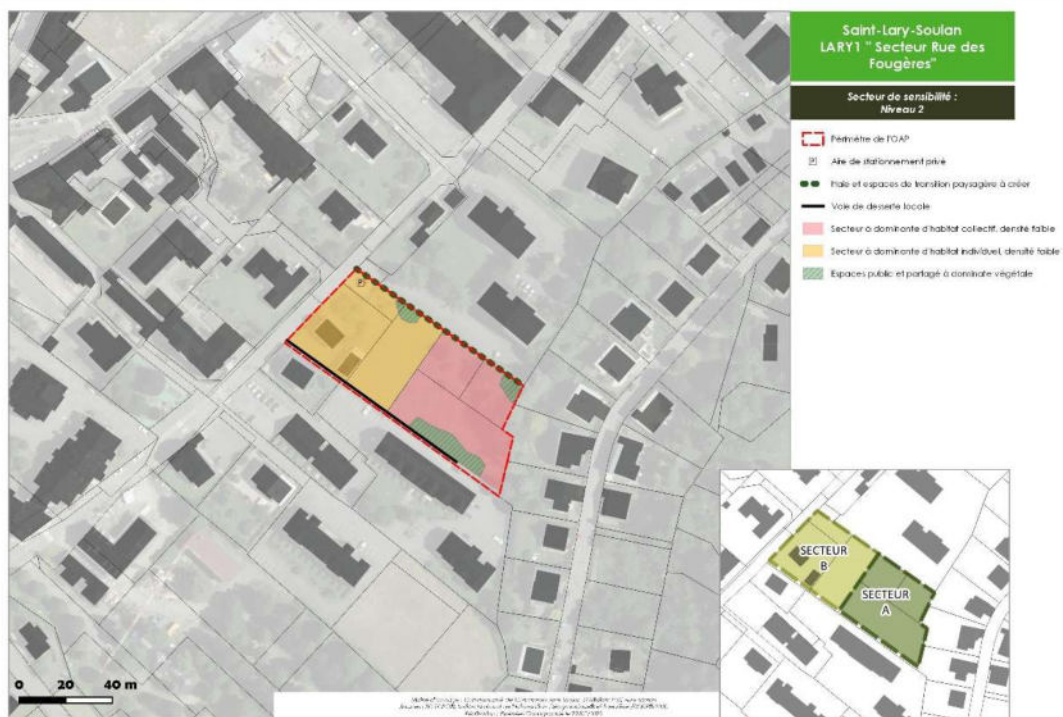 Saint-Lary-Soulan
LARY1 " Secteur Rue des
Fougères"
Secteur de sensibilité :
Niveau 2
Périmètre de l'OAP
P Aire de stationnement privé
Haie et espaces de transition paysagère à créer
Voie de desserte locale
Secteur à dominante d'habitat collectif, densité faible
Secteur à dominante d'habitat individuel, densité faible
Espaces public et partagé à dominate végétale
P
SECTEUR
B
SECTEUR
A
0 20 40 m